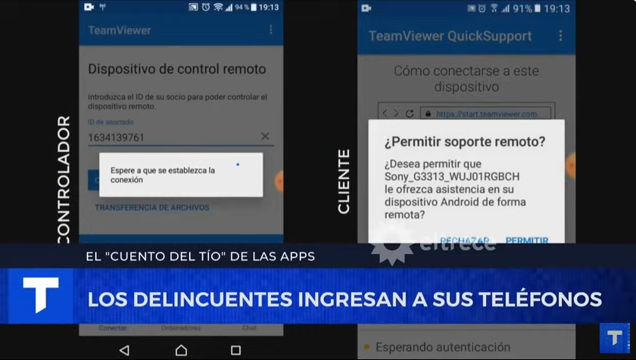 94 % 19:13
TeamViewer
Dispositivo de control remoto
Introduzca el ID de su socio para poder controlar el
dispositivo remoto.
ID de asociado
1634139761
Espere a que se establezca la
conexión
TRANSFERENCIA DE ARCHIVOS
Conectar Ordenadores Chat
CONTROLADOR
91% 19:13
TeamViewer QuickSupport
Cómo conectarse a este
dispositivo
https://start.teamviewer.com
¿Permitir soporte remoto?
¿Desea permitir que
Sony_G3313_WUJ01RGBCH
le ofrezca asistencia en su
dispositivo Android de forma
remota?
RECHAZAR PERMITIR
Esperando autenticación
CLIENTE
eltrece
EL "CUENTO DEL TÍO" DE LAS APPS
T LOS DELINCUENTES INGRESAN A SUS TELÉFONOS
T